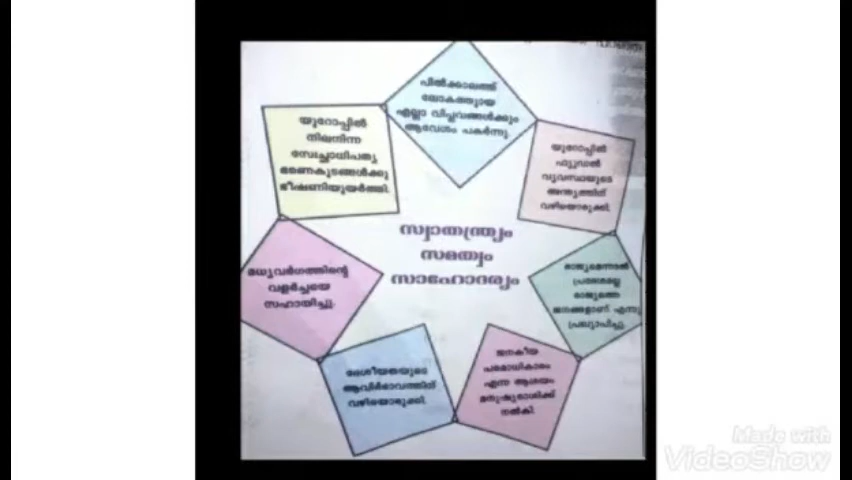 പിൽക്കാലത്ത്
ലോകത്തുണ്ടായ
എല്ലാ വിപ്ലവങ്ങൾക്കും
ആവേശം പകർന്നു.
യൂറോപ്പിൽ
നിലനിന്ന
സ്വേച്ഛാധിപത്യ
ഭരണകൂടങ്ങൾക്കു
ഭീഷണിയുയർത്തി.
യൂറോപ്പിൽ
ഫ്യൂഡൽ
വ്യവസ്ഥയുടെ
അന്ത്യത്തിന്
വഴിയൊരുക്കി.
സ്വാതന്ത്ര്യം
സമത്വം
സാഹോദര്യം
മധ്യവർഗത്തിന്റെ
വളർച്ചയെ
സഹായിച്ചു.
രാജ്യമെന്നാൽ
പ്രദേശമല്ല
രാജ്യത്തെ
ജനങ്ങളാണ് എന്നു
പ്രഖ്യാപിച്ചു.
ദേശീയതയുടെ
ആവിർഭാവത്തിന്
വഴിയൊരുക്കി.
ജനകീയ
പരമാധികാരം
എന്ന ആശയം
മനുഷ്യരാശിക്ക്
നൽകി.
Made with
VideoShow